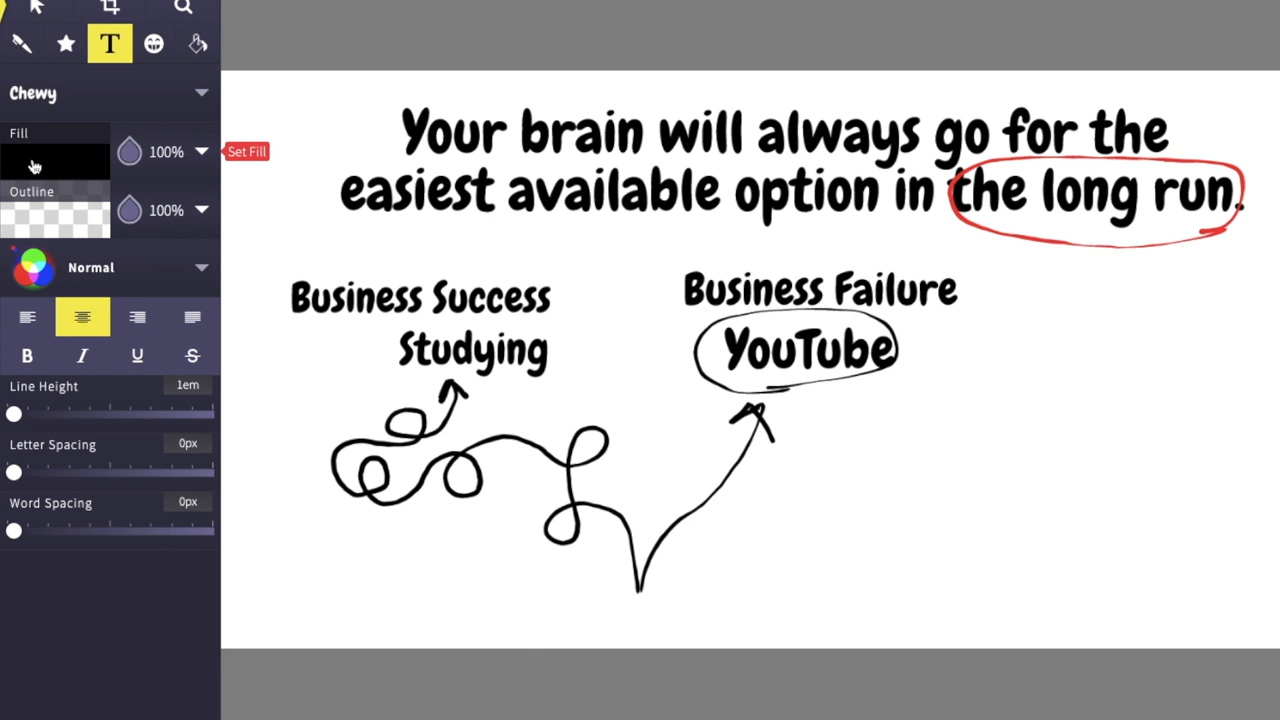 T
Chewy
Fill
100%
Set Fill
Outline
100%
Normal
B I U S
Line Height 1em
Letter Spacing 0px
Word Spacing 0px
Your brain will always go for the
easiest available option in the long run.
Business Success
Studying
Business Failure
YouTube